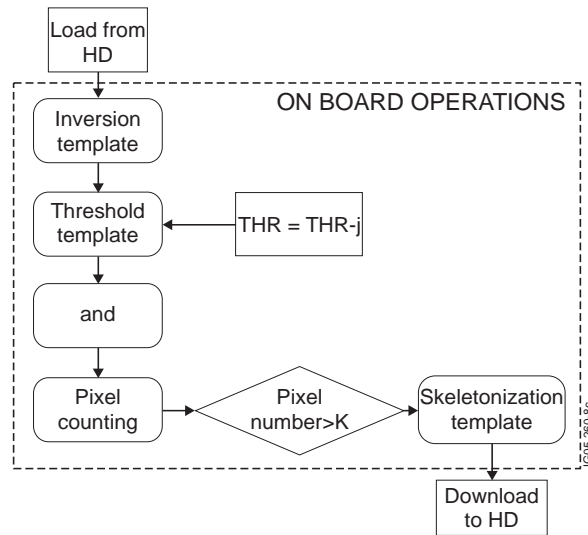 Load from
HD
ON BOARD OPERATIONS
Inversion
template
Threshold
template
THR = THR-j
and
Pixel
counting
Pixel
number>K
Skeletonization
template
Download
to HD